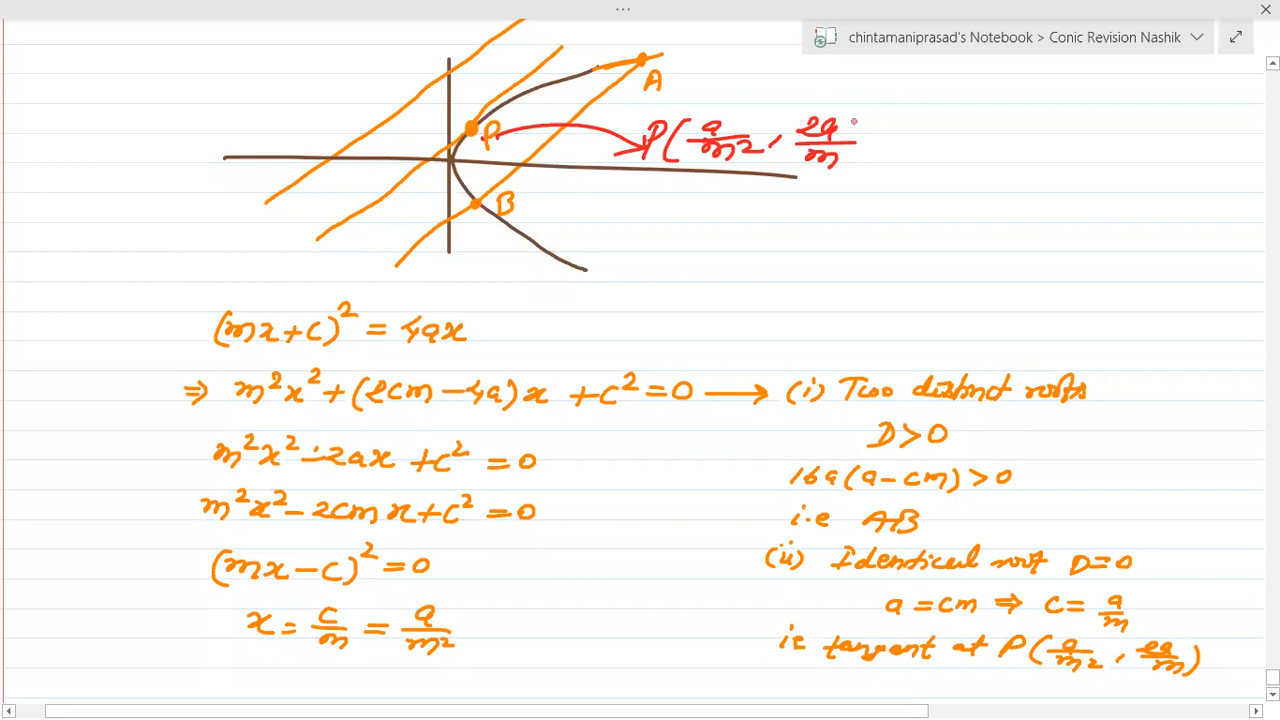 chintamaniprasad's Notebook > Conic Revision Nashik
A
P
P(a/m2, 2a/m
B
(mx+c)² = 4ax
⇒ m²x² + (2cm − 4a)x + c² = 0 ⟶ (i) Two distinct roots
D > 0
m²x² − 2ax + c² = 0
16a(a − cm) > 0
m²x² − 2cmx + c² = 0
i.e AB
(mx − c)² = 0
(ii) Identical root D = 0
x = c/m = a/m2
a = cm ⇒ c = a/m
ie tangent at P(a/m2, 2a/m)